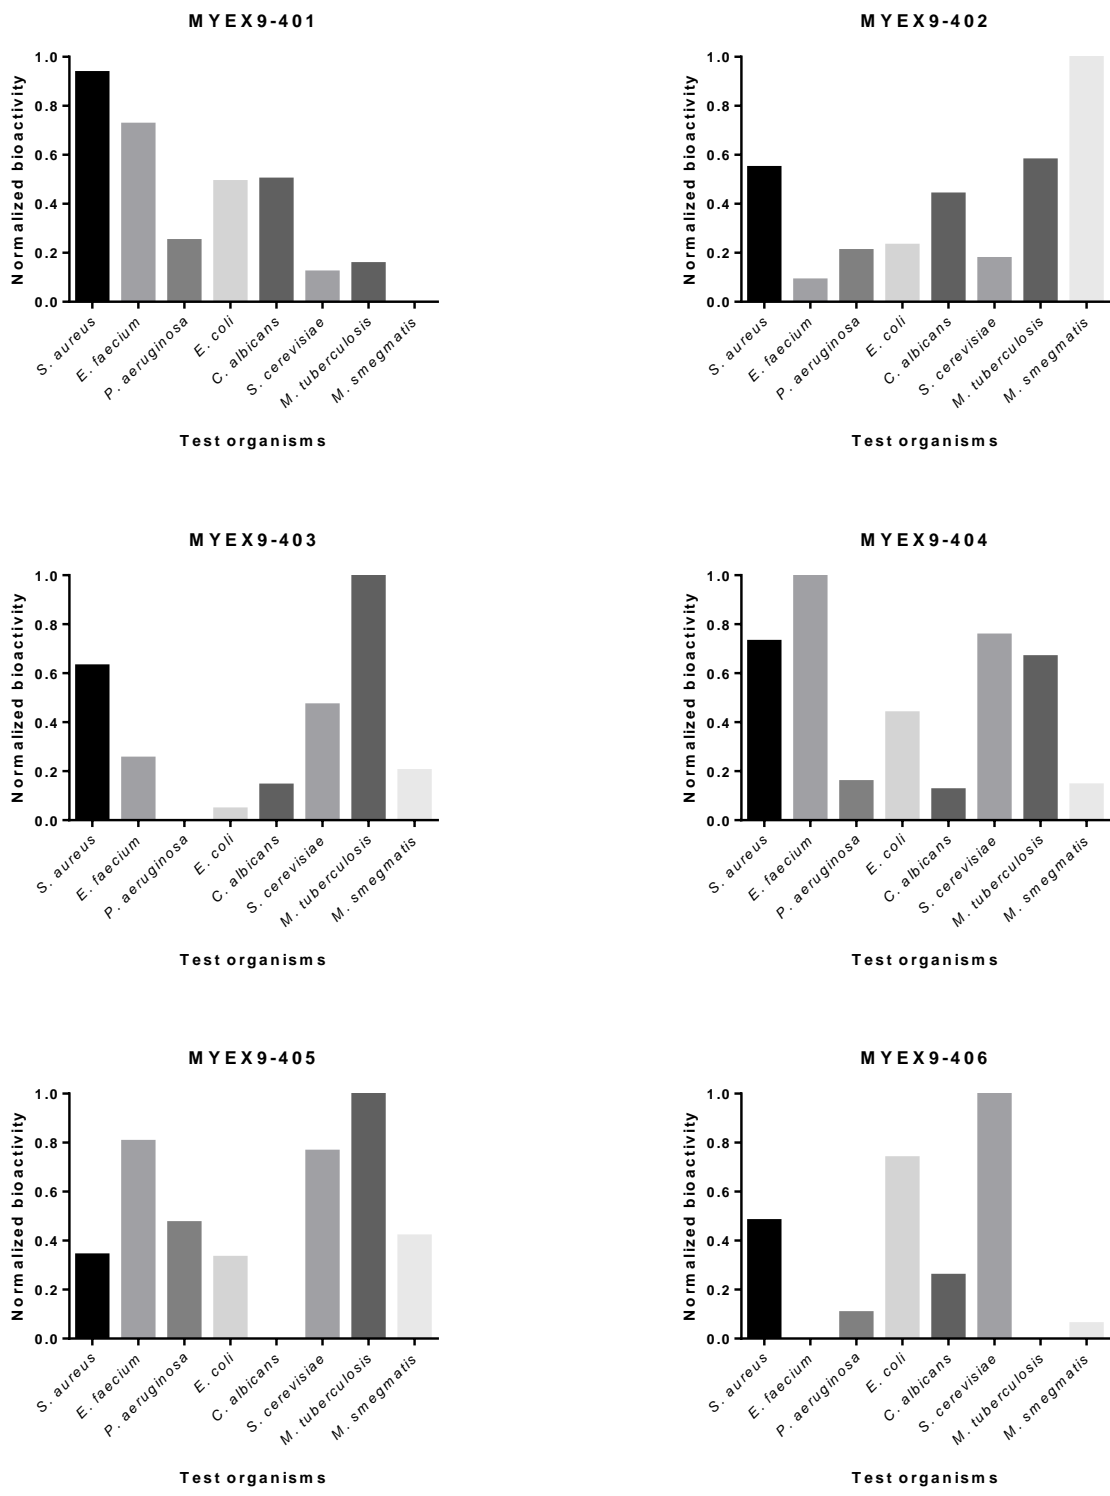 MYEX9-401
Normalized bioactivity
1.0
0.8
0.6
0.4
0.2
0.0
S. aureus
E. faecium
P. aeruginosa
E. coli
C. albicans
S. cerevisiae
M. tuberculosis
M. smegmatis
Test organisms
MYEX9-402
Normalized bioactivity
1.0
0.8
0.6
0.4
0.2
0.0
S. aureus
E. faecium
P. aeruginosa
E. coli
C. albicans
S. cerevisiae
M. tuberculosis
M. smegmatis
Test organisms
MYEX9-403
Normalized bioactivity
1.0
0.8
0.6
0.4
0.2
0.0
S. aureus
E. faecium
P. aeruginosa
E. coli
C. albicans
S. cerevisiae
M. tuberculosis
M. smegmatis
Test organisms
MYEX9-404
Normalized bioactivity
1.0
0.8
0.6
0.4
0.2
0.0
S. aureus
E. faecium
P. aeruginosa
E. coli
C. albicans
S. cerevisiae
M. tuberculosis
M. smegmatis
Test organisms
MYEX9-405
Normalized bioactivity
1.0
0.8
0.6
0.4
0.2
0.0
S. aureus
E. faecium
P. aeruginosa
E. coli
C. albicans
S. cerevisiae
M. tuberculosis
M. smegmatis
Test organisms
MYEX9-406
Normalized bioactivity
1.0
0.8
0.6
0.4
0.2
0.0
S. aureus
E. faecium
P. aeruginosa
E. coli
C. albicans
S. cerevisiae
M. tuberculosis
M. smegmatis
Test organisms